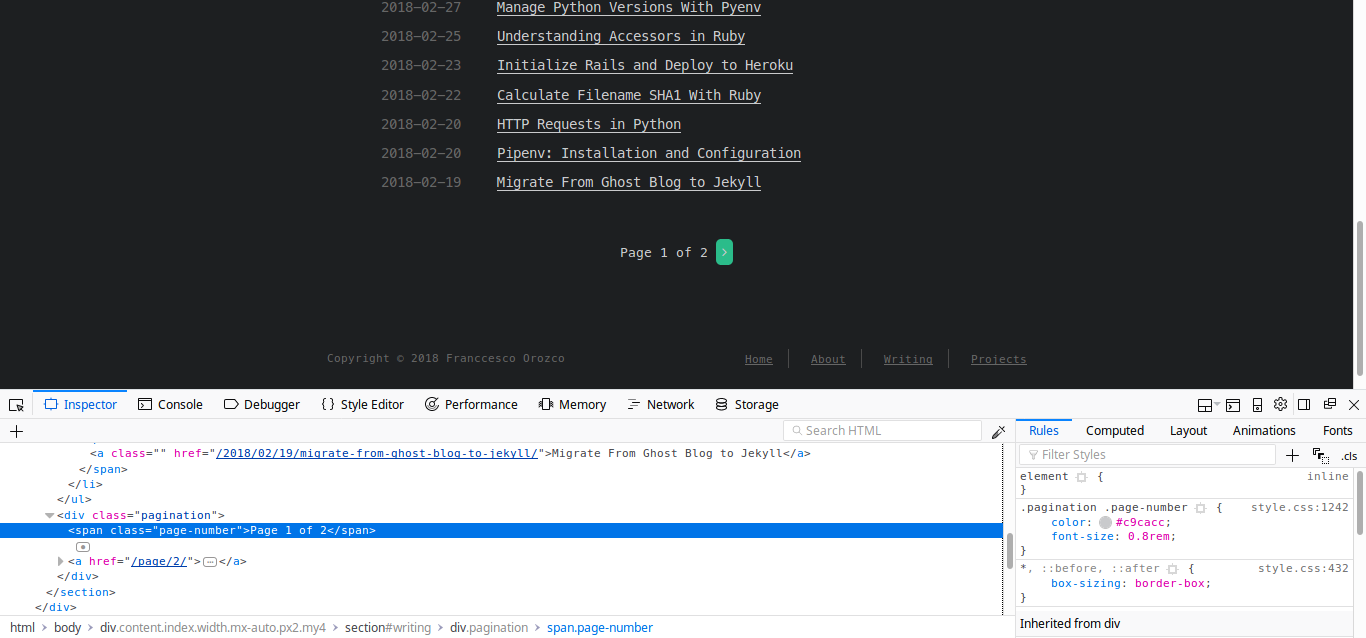 2018-02-27 Manage Python Versions With Pyenv
2018-02-25 Understanding Accessors in Ruby
2018-02-23 Initialize Rails and Deploy to Heroku
2018-02-22 Calculate Filename SHA1 With Ruby
2018-02-20 HTTP Requests in Python
2018-02-20 Pipenv: Installation and Configuration
2018-02-19 Migrate From Ghost Blog to Jekyll
Page 1 of 2 >
Copyright © 2018 Franccesco Orozco Home About Writing Projects
Inspector Console Debugger {} Style Editor Performance Memory Network Storage
+ Search HTML
<a class="" href="/2018/02/19/migrate-from-ghost-blog-to-jekyll/">Migrate From Ghost Blog to Jekyll</a>
</span>
</li>
</ul>
<div class="pagination">
<span class="page-number">Page 1 of 2</span>
<a href="/page/2/">…</a>
</div>
</section>
</div>
html > body > div.content.index.width.mx-auto.px2.my4 > section#writing > div.pagination > span.page-number
Rules Computed Layout Animations Fonts
Filter Styles + .cls
element { inline
}
.pagination .page-number { style.css:1242
color: #c9cacc;
font-size: 0.8rem;
}
*, ::before, ::after { style.css:432
box-sizing: border-box;
}
Inherited from div